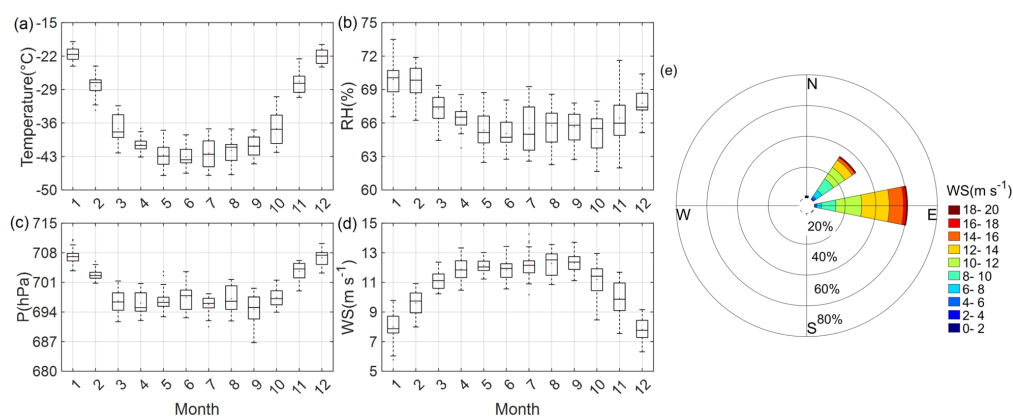 (a)
Temperature(°C)
-15
-22
-29
-36
-43
-50
1 2 3 4 5 6 7 8 9 10 11 12
(b)
RH(%)
75
72
69
66
63
60
1 2 3 4 5 6 7 8 9 10 11 12
(c)
P(hPa)
715
708
701
694
687
680
1 2 3 4 5 6 7 8 9 10 11 12
Month
(d)
WS(m s-1)
15
13
11
9
7
5
1 2 3 4 5 6 7 8 9 10 11 12
Month
(e)
N
W
E
S
20%
40%
60%
80%
WS(m s-1)
18- 20
16- 18
14- 16
12- 14
10- 12
8- 10
6- 8
4- 6
2- 4
0- 2